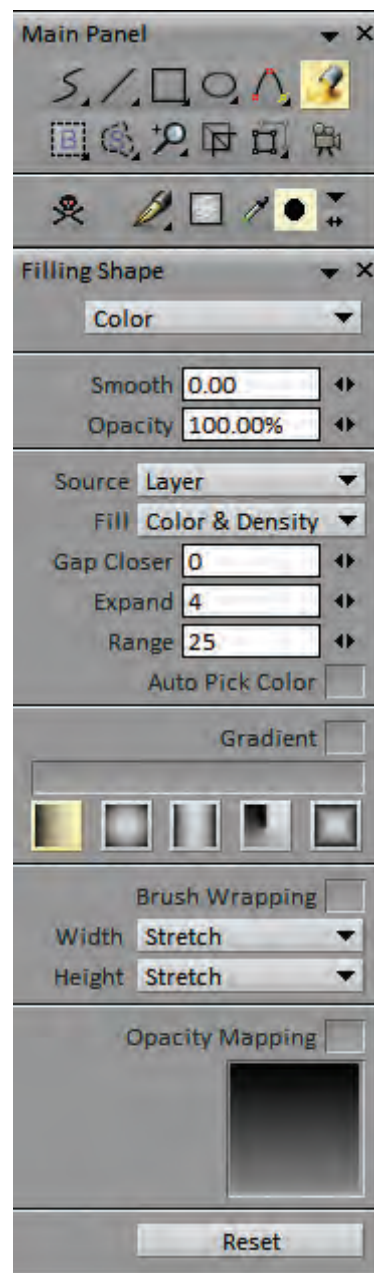 Main Panel
B
S
Filling Shape
Color
Smooth 0.00
Opacity 100.00%
Source Layer
Fill Color & Density
Gap Closer 0
Expand 4
Range 25
Auto Pick Color
Gradient
Brush Wrapping
Width Stretch
Height Stretch
Opacity Mapping
Reset